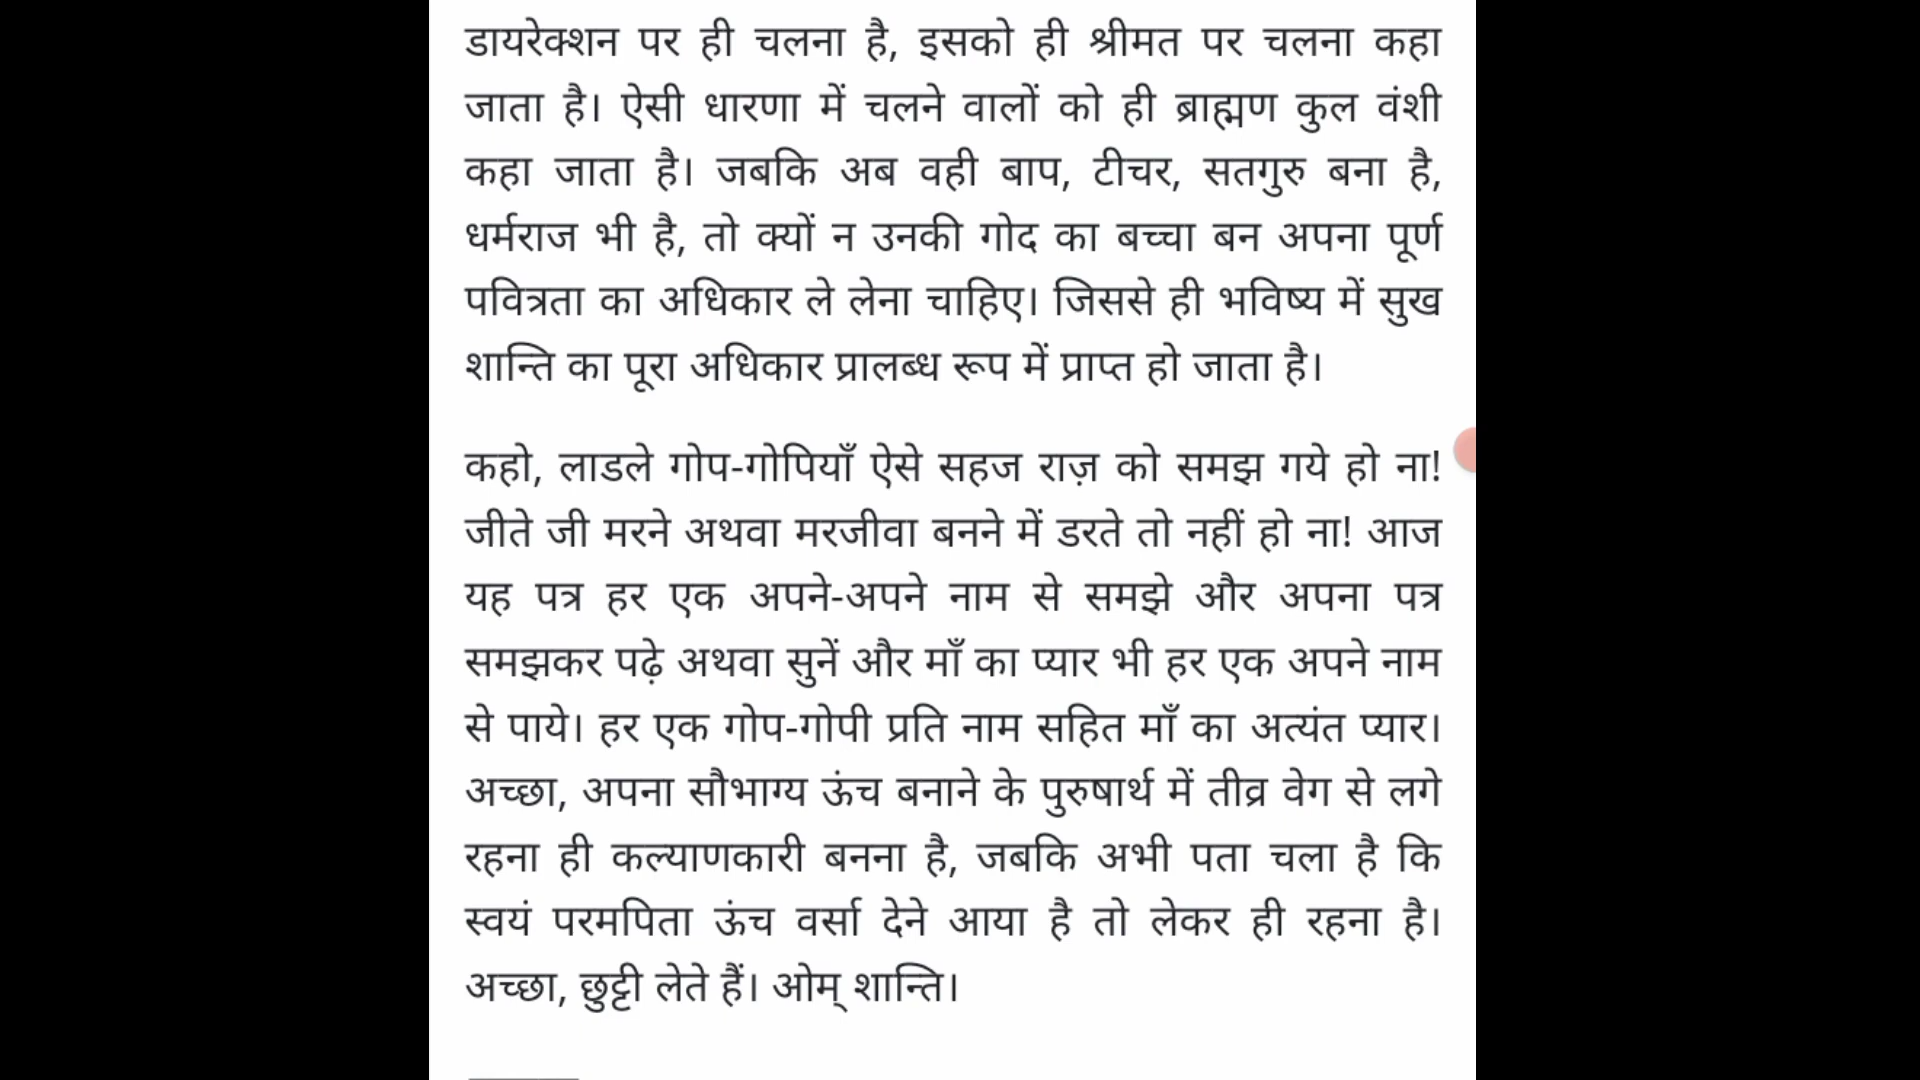 डायरेक्शन पर ही चलना है, इसको ही श्रीमत पर चलना कहा
जाता है। ऐसी धारणा में चलने वालों को ही ब्राह्मण कुल वंशी
कहा जाता है। जबकि अब वही बाप, टीचर, सतगुरु बना है,
धर्मराज भी है, तो क्यों न उनकी गोद का बच्चा बन अपना पूर्ण
पवित्रता का अधिकार ले लेना चाहिए। जिससे ही भविष्य में सुख
शान्ति का पूरा अधिकार प्रालब्ध रूप में प्राप्त हो जाता है।
कहो, लाडले गोप-गोपियाँ ऐसे सहज राज़ को समझ गये हो ना!
जीते जी मरने अथवा मरजीवा बनने में डरते तो नहीं हो ना! आज
यह पत्र हर एक अपने-अपने नाम से समझे और अपना पत्र
समझकर पढ़े अथवा सुनें और माँ का प्यार भी हर एक अपने नाम
से पाये। हर एक गोप-गोपी प्रति नाम सहित माँ का अत्यंत प्यार।
अच्छा, अपना सौभाग्य ऊंच बनाने के पुरुषार्थ में तीव्र वेग से लगे
रहना ही कल्याणकारी बनना है, जबकि अभी पता चला है कि
स्वयं परमपिता ऊंच वर्सा देने आया है तो लेकर ही रहना है।
अच्छा, छुट्टी लेते हैं। ओम् शान्ति।